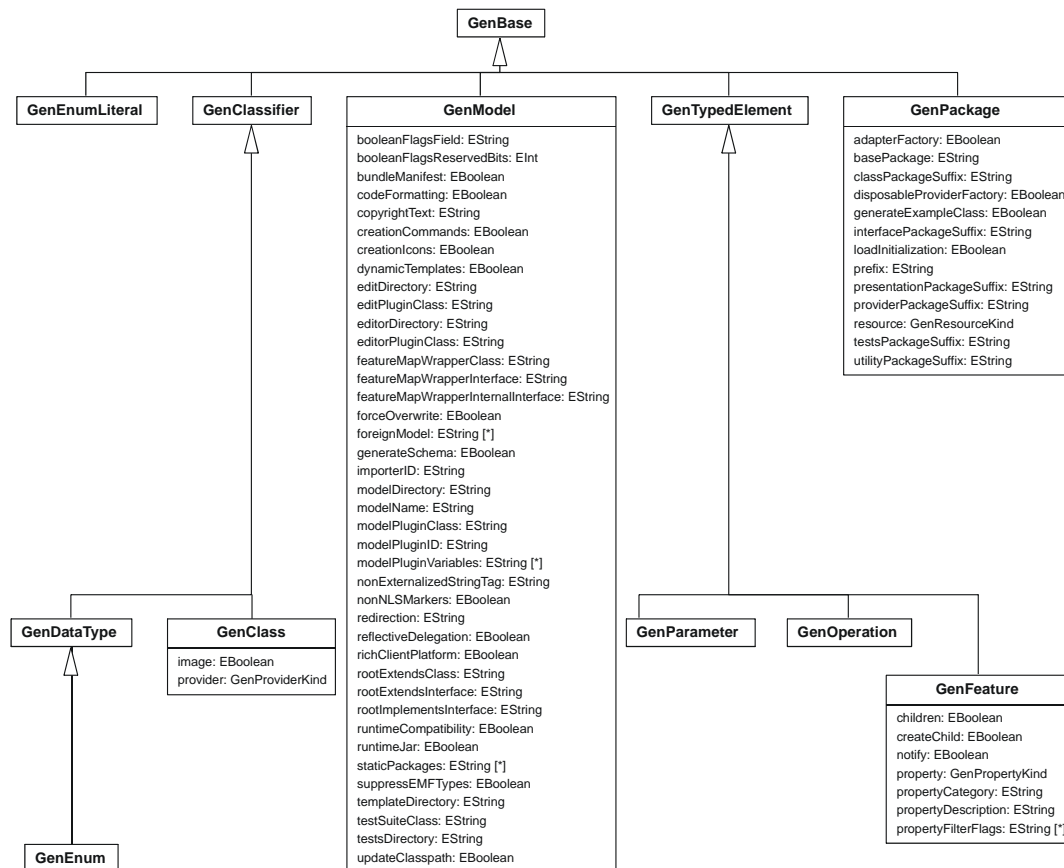 GenBase
GenEnumLiteral
GenClassifier
GenModel
booleanFlagsField: EString
booleanFlagsReservedBits: EInt
bundleManifest: EBoolean
codeFormatting: EBoolean
copyrightText: EString
creationCommands: EBoolean
creationIcons: EBoolean
dynamicTemplates: EBoolean
editDirectory: EString
editPluginClass: EString
editorDirectory: EString
editorPluginClass: EString
featureMapWrapperClass: EString
featureMapWrapperInterface: EString
featureMapWrapperInternalInterface: EString
forceOverwrite: EBoolean
foreignModel: EString [*]
generateSchema: EBoolean
importerID: EString
modelDirectory: EString
modelName: EString
modelPluginClass: EString
modelPluginID: EString
modelPluginVariables: EString [*]
nonExternalizedStringTag: EString
nonNLSMarkers: EBoolean
redirection: EString
reflectiveDelegation: EBoolean
richClientPlatform: EBoolean
rootExtendsClass: EString
rootExtendsInterface: EString
rootImplementsInterface: EString
runtimeCompatibility: EBoolean
runtimeJar: EBoolean
staticPackages: EString [*]
suppressEMFTypes: EBoolean
templateDirectory: EString
testSuiteClass: EString
testsDirectory: EString
updateClasspath: EBoolean
GenTypedElement
GenPackage
adapterFactory: EBoolean
basePackage: EString
classPackageSuffix: EString
disposableProviderFactory: EBoolean
generateExampleClass: EBoolean
interfacePackageSuffix: EString
loadInitialization: EBoolean
prefix: EString
presentationPackageSuffix: EString
providerPackageSuffix: EString
resource: GenResourceKind
testsPackageSuffix: EString
utilityPackageSuffix: EString
GenDataType
GenClass
image: EBoolean
provider: GenProviderKind
GenParameter
GenOperation
GenFeature
children: EBoolean
createChild: EBoolean
notify: EBoolean
property: GenPropertyKind
propertyCategory: EString
propertyDescription: EString
propertyFilterFlags: EString [*]
GenEnum